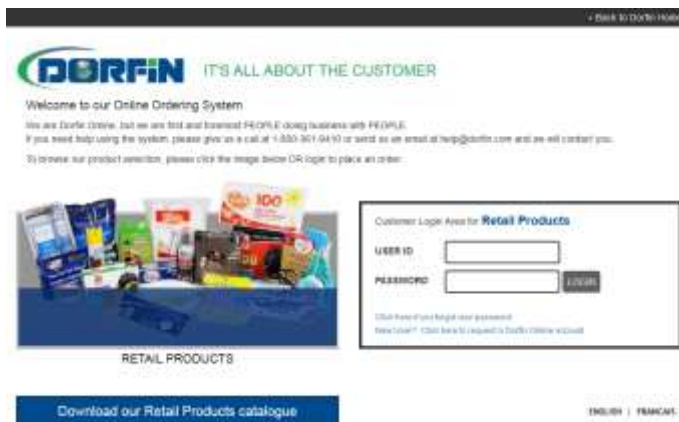 ‹ Back to Dorfin Home
DORFiN IT'S ALL ABOUT THE CUSTOMER
Welcome to our Online Ordering System
We are Dorfin Online, but we are first and foremost PEOPLE doing business with PEOPLE.
If you need help using the system, please give us a call at or send us an email at help@dorfin.com and we will contact you.
To browse our product selection, please click the image below OR login to place an order.
100
Customer Login Area for Retail Products
USER ID
PASSWORD LOGIN
Click here if you forgot your password
New User? Click here to request a Dorfin Online account
RETAIL PRODUCTS
Download our Retail Products catalogue
ENGLISH | FRANCAIS